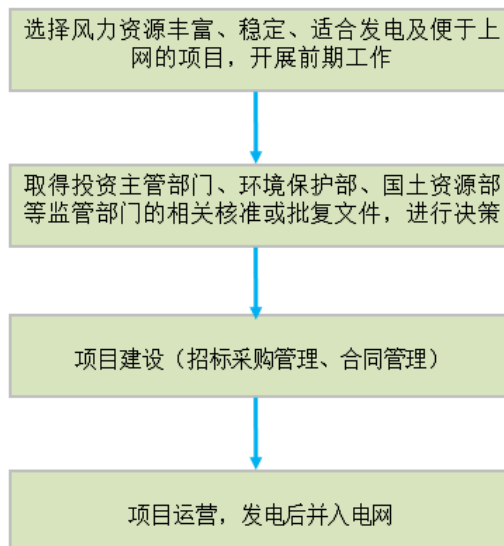 选择风力资源丰富、稳定、适合发电及便于上
网的项目，开展前期工作
取得投资主管部门、环境保护部、国土资源部
等监管部门的相关核准或批复文件，进行决策
项目建设（招标采购管理、合同管理）
项目运营，发电后并入电网